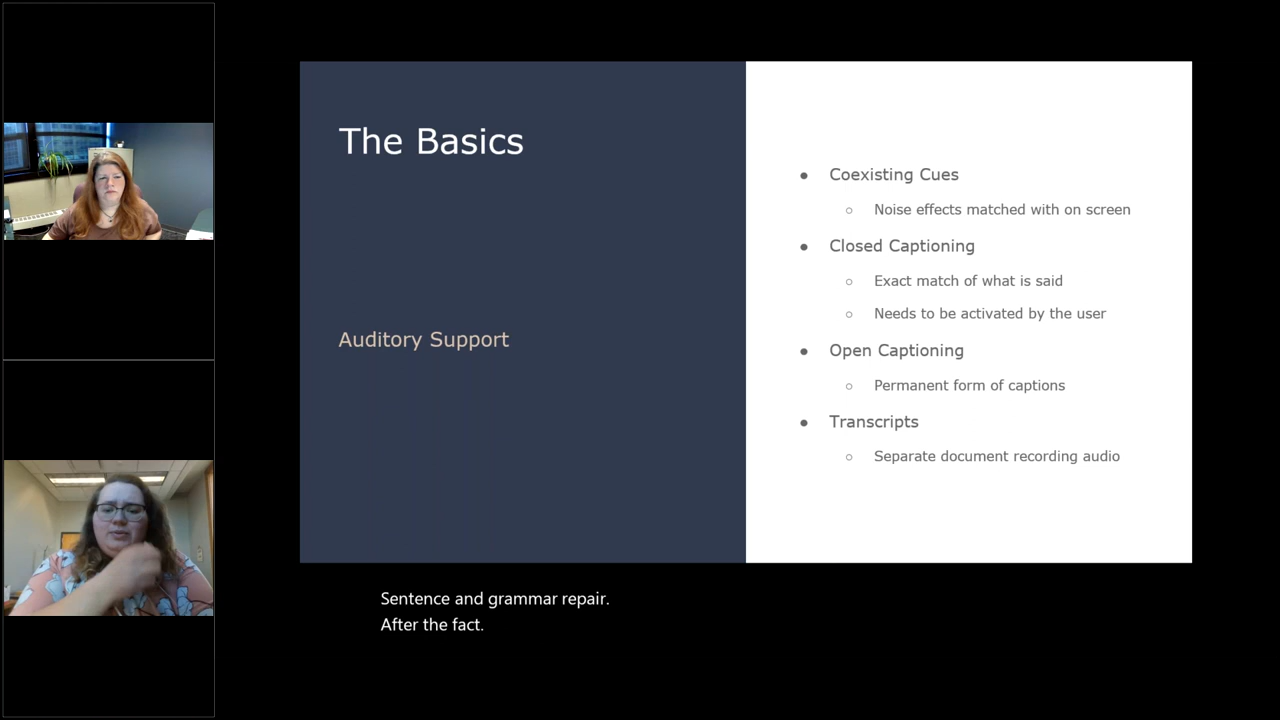 The Basics
Auditory Support
● Coexisting Cues
○ Noise effects matched with on screen
● Closed Captioning
○ Exact match of what is said
○ Needs to be activated by the user
● Open Captioning
○ Permanent form of captions
● Transcripts
○ Separate document recording audio
Sentence and grammar repair.
After the fact.